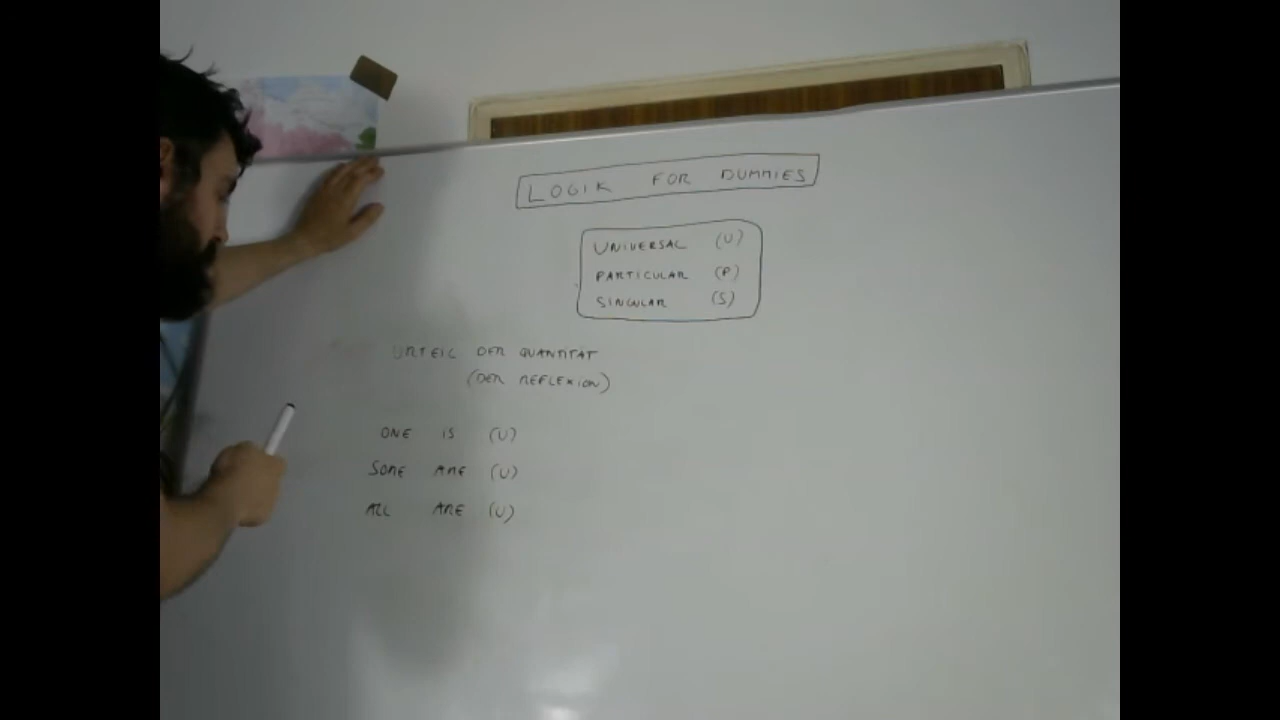 LOGIK FOR DUMMIES
UNIVERSAL (U)
PARTICULAR (P)
SINGULAR (S)
URTEIL DER QUANTITÄT
(DER REFLEXION)
ONE IS (U)
SOME ARE (U)
ALL ARE (U)